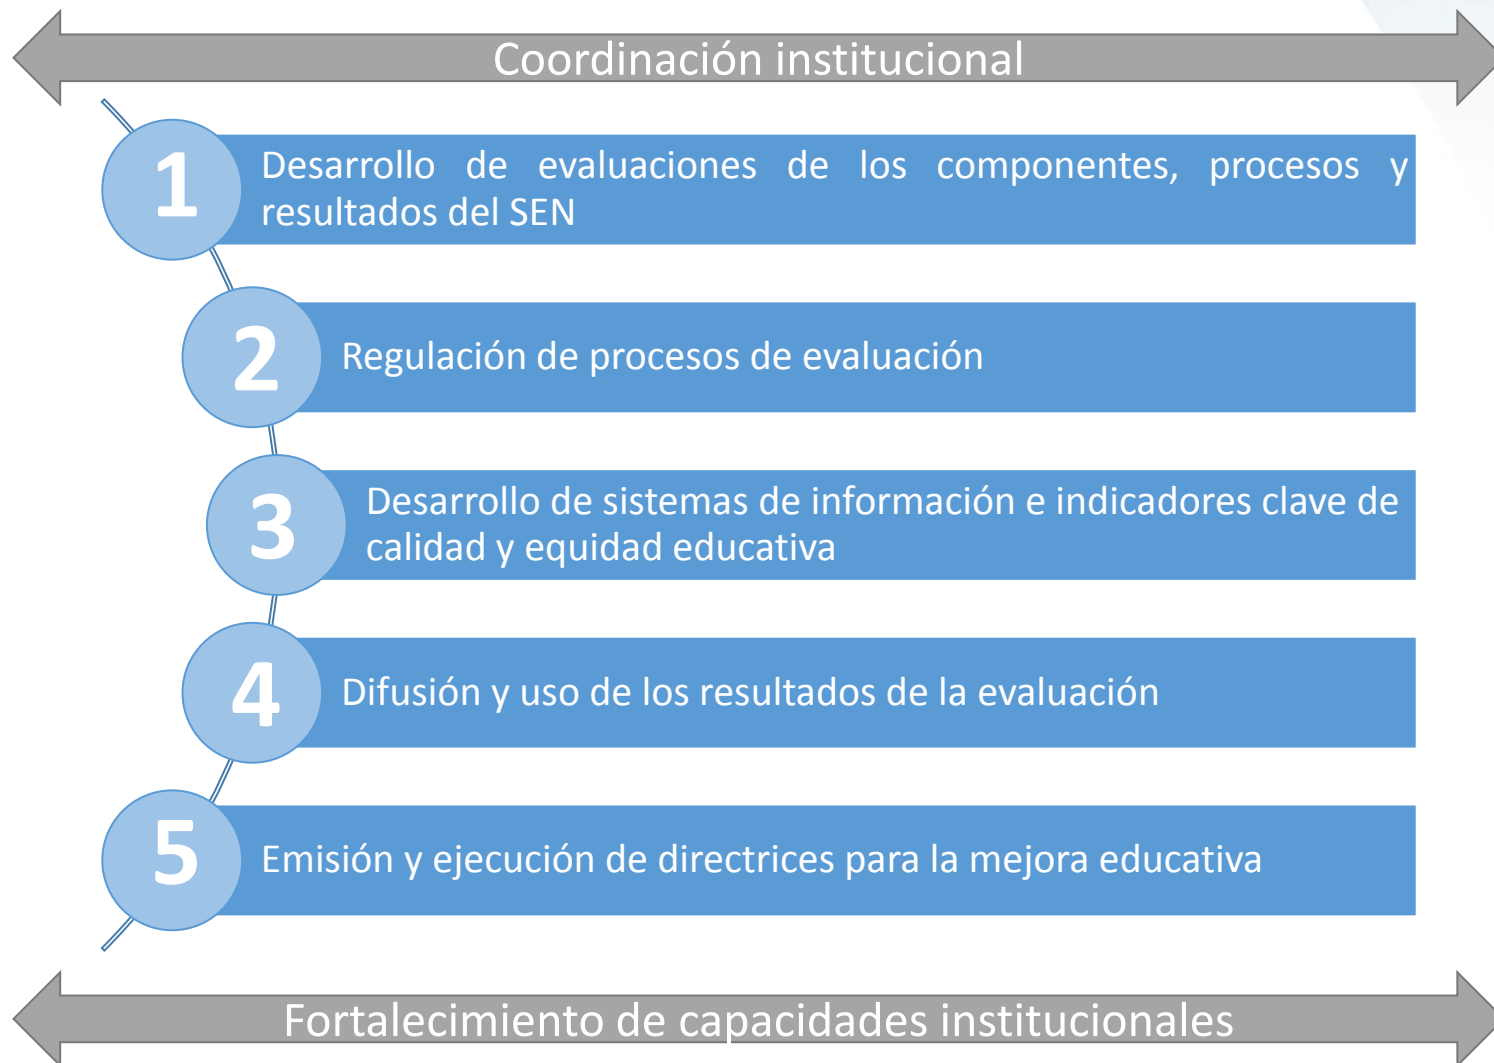 Coordinación institucional
1
Desarrollo de evaluaciones de los componentes, procesos y
resultados del SEN
2
Regulación de procesos de evaluación
3
Desarrollo de sistemas de información e indicadores clave de
calidad y equidad educativa
4
Difusión y uso de los resultados de la evaluación
5
Emisión y ejecución de directrices para la mejora educativa
Fortalecimiento de capacidades institucionales